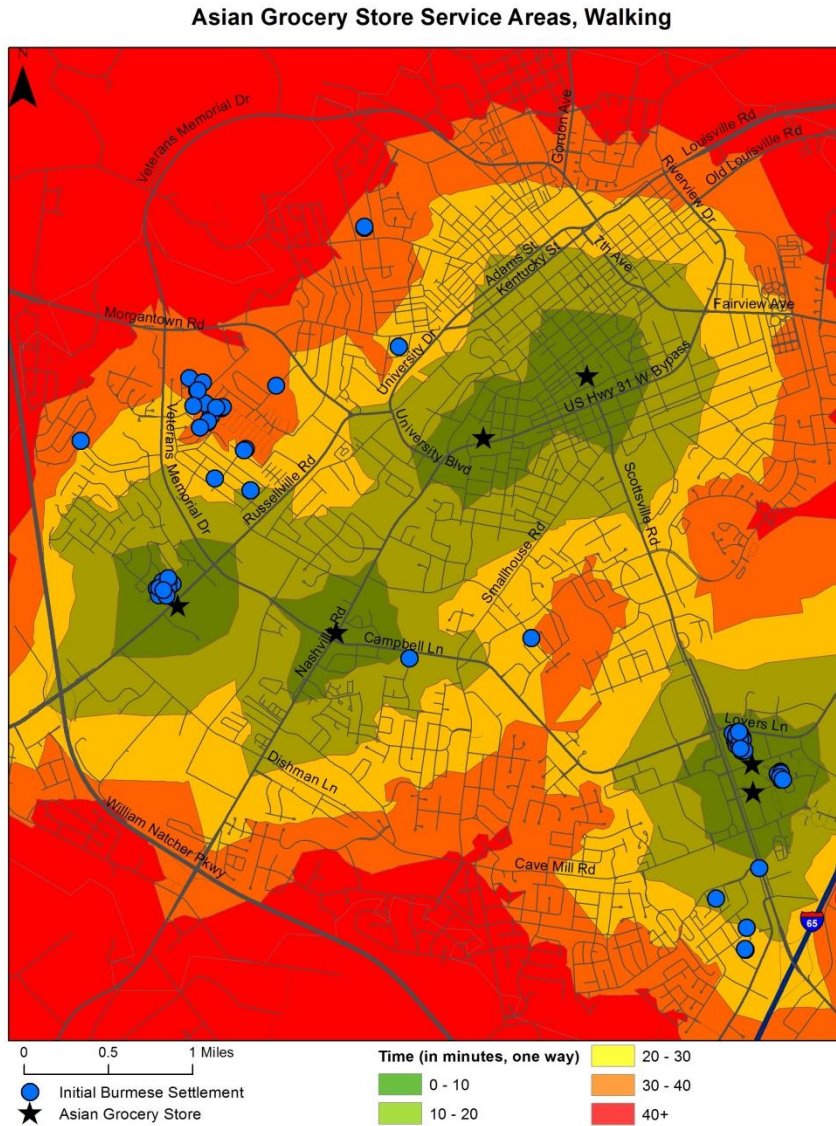 Asian Grocery Store Service Areas, Walking
N
Veterans Memorial Dr
Gordon Ave
Louisville Rd
Old Louisville Rd
Riverview Dr
Adams St
Kentucky St
7th Ave
Morgantown Rd
Fairview Ave
University Dr
US Hwy 31 W Bypass
University Blvd
Veterans Memorial Dr
Russellville Rd
Scottsville Rd
Smallhouse Rd
Nashville Rd
Campbell Ln
Lovers Ln
Dishman Ln
William Natcher Pkwy
Cave Mill Rd
65
0 0.5 1 Miles
Initial Burmese Settlement
Asian Grocery Store
Time (in minutes, one way)
0 - 10
10 - 20
20 - 30
30 - 40
40+